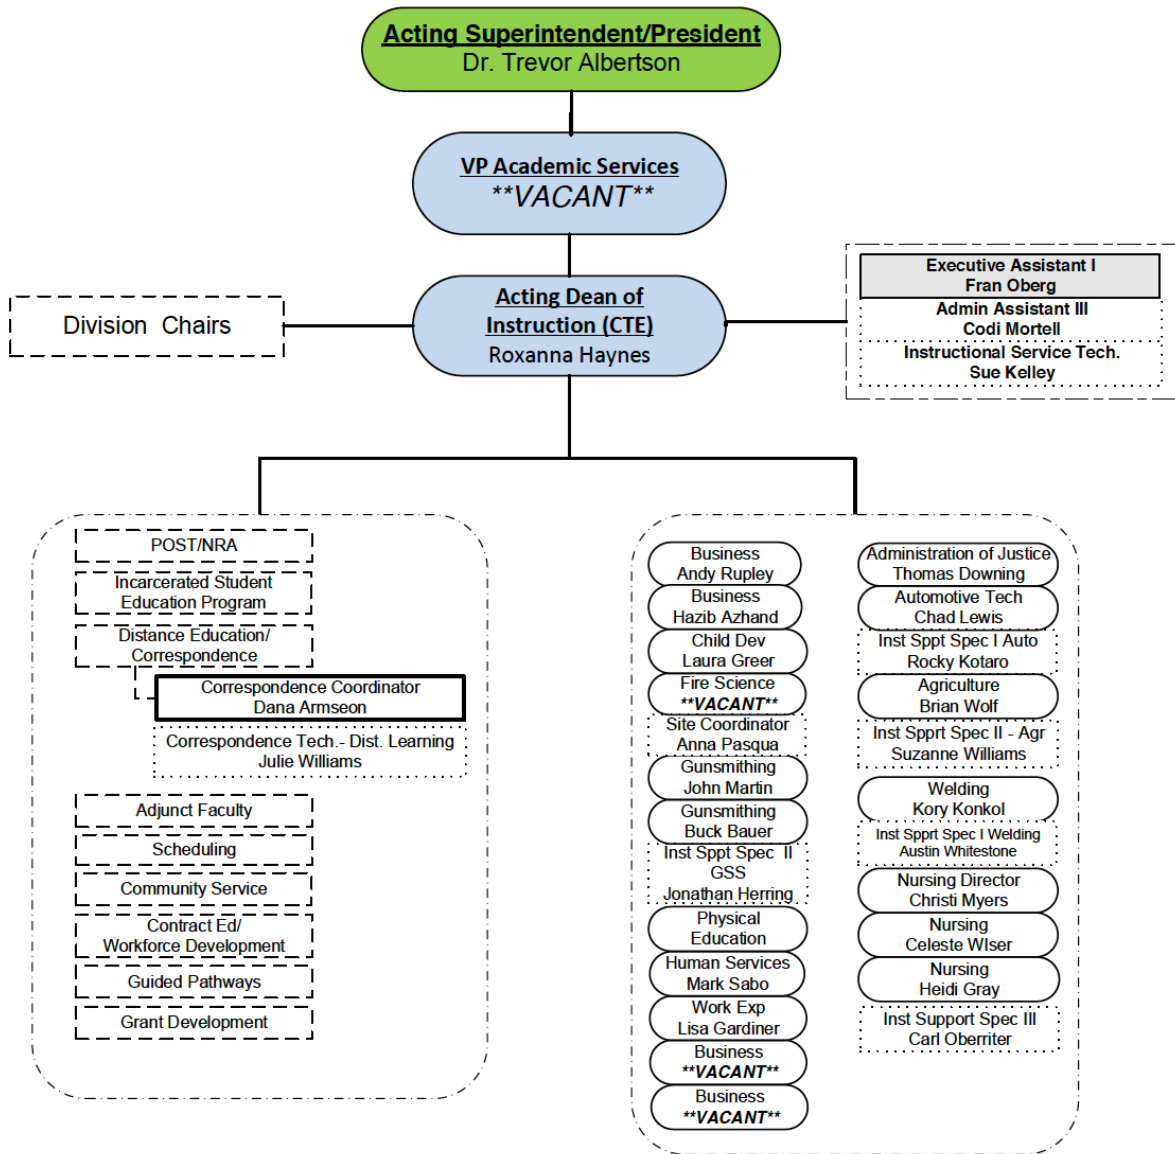 Acting Superintendent/President
Dr. Trevor Albertson
VP Academic Services
**VACANT**
Division Chairs
Acting Dean of
Instruction (CTE)
Roxanna Haynes
Executive Assistant I
Fran Oberg
Admin Assistant III
Codi Mortell
Instructional Service Tech.
Sue Kelley
POST/NRA
Incarcerated Student
Education Program
Distance Education/
Correspondence
Correspondence Coordinator
Dana Armseon
Correspondence Tech.- Dist. Learning
Julie Williams
Adjunct Faculty
Scheduling
Community Service
Contract Ed/
Workforce Development
Guided Pathways
Grant Development
Business
Andy Rupley
Business
Hazib Azhand
Child Dev
Laura Greer
Fire Science
**VACANT**
Site Coordinator
Anna Pasqua
Gunsmithing
John Martin
Gunsmithing
Buck Bauer
Inst Sppt Spec II
GSS
Jonathan Herring
Physical
Education
Human Services
Mark Sabo
Work Exp
Lisa Gardiner
Business
**VACANT**
Business
**VACANT**
Administration of Justice
Thomas Downing
Automotive Tech
Chad Lewis
Inst Sppt Spec I Auto
Rocky Kotaro
Agriculture
Brian Wolf
Inst Spprt Spec II - Agr
Suzanne Williams
Welding
Kory Konkol
Inst Spprt Spec I Welding
Austin Whitestone
Nursing Director
Christi Myers
Nursing
Celeste WIser
Nursing
Heidi Gray
Inst Support Spec III
Carl Oberriter